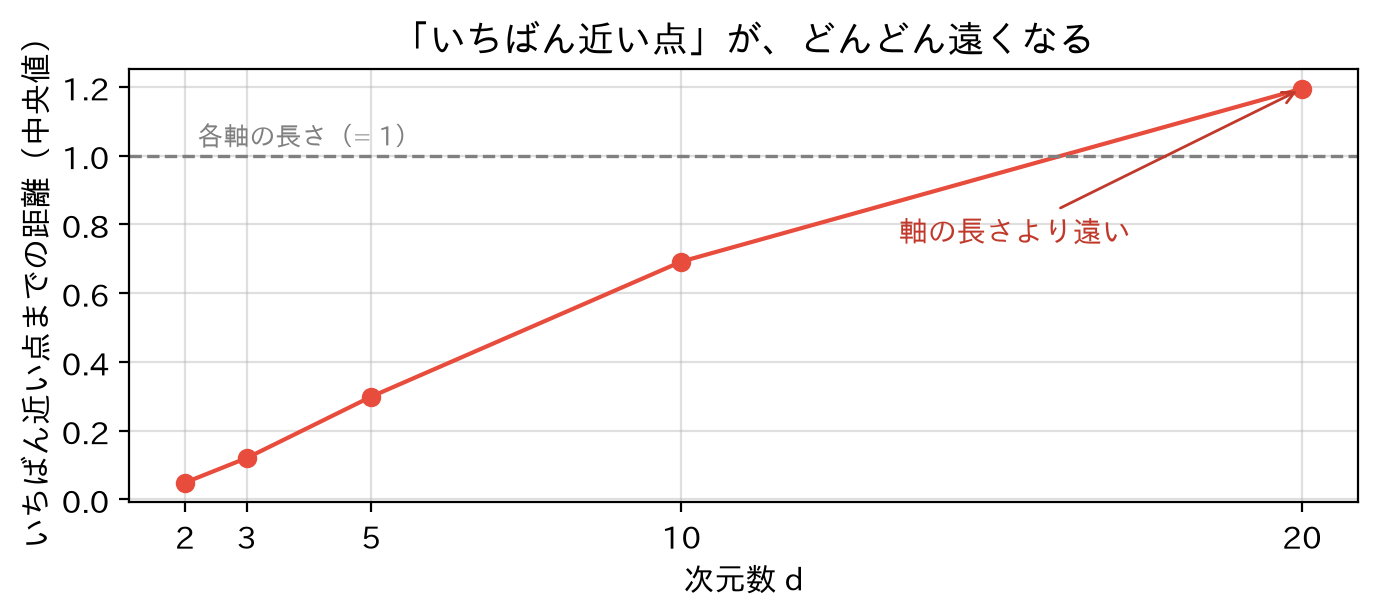 「いちばん近い点」が、どんどん遠くなる
いちばん近い点までの距離（中央値）
1.2
1.0
0.8
0.6
0.4
0.2
0.0
各軸の長さ（= 1）
軸の長さより遠い
2 3 5 10 20
次元数 d